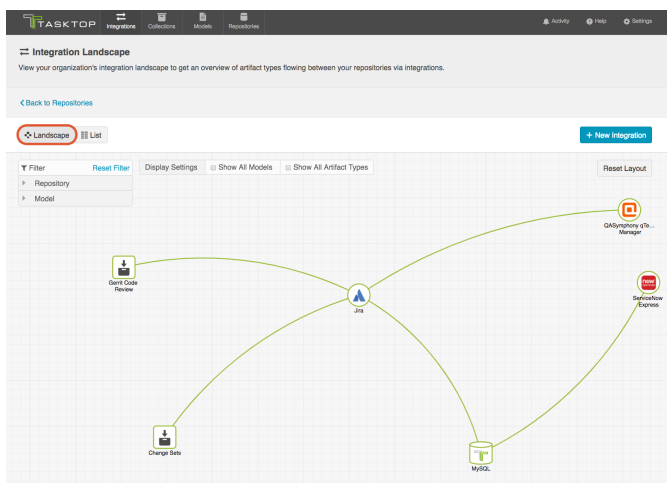 TASKTOP
Integrations
Collections
Models
Repositories
Activity
Help
Settings
Integration Landscape
View your organization's integration landscape to get an overview of artifact types flowing between your repositories via integrations.
Back to Repositories
Landscape
List
+ New Integration
Filter
Reset Filter
Display Settings
Show All Models
Show All Artifact Types
Reset Layout
Repository
Model
QASymphony qTe...
Manager
Gerrit Code
Review
Jira
now
ServiceNow
Express
Change Sets
MySQL